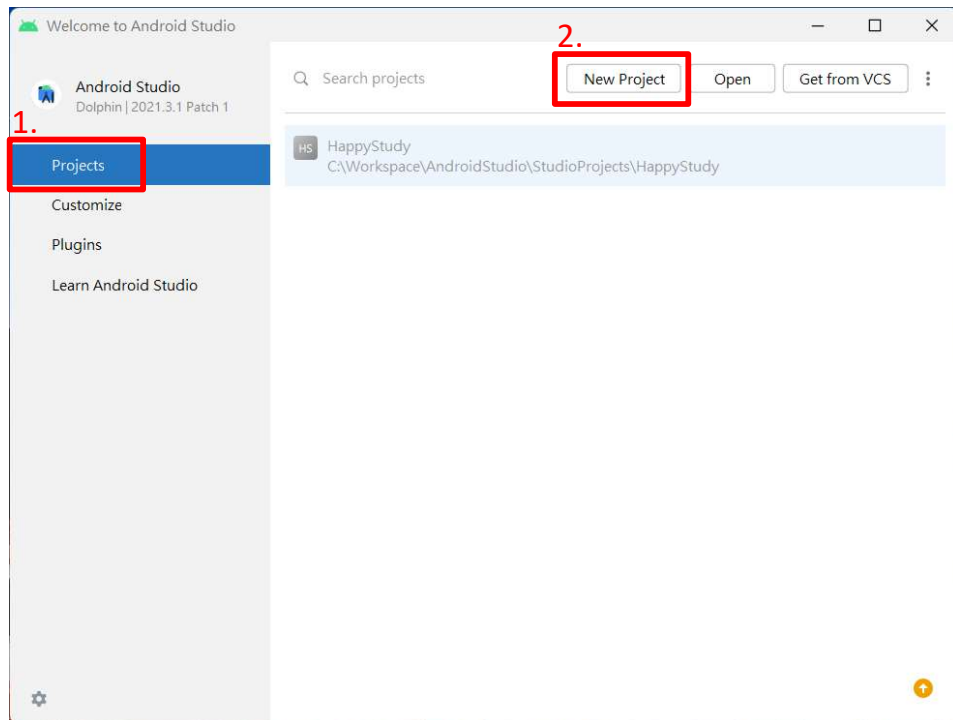 Welcome to Android Studio
2.
Android Studio
Dolphin | 2021.3.1 Patch 1
Search projects
New Project
Open
Get from VCS
1.
Projects
HS
HappyStudy
C:\Workspace\AndroidStudio\StudioProjects\HappyStudy
Customize
Plugins
Learn Android Studio